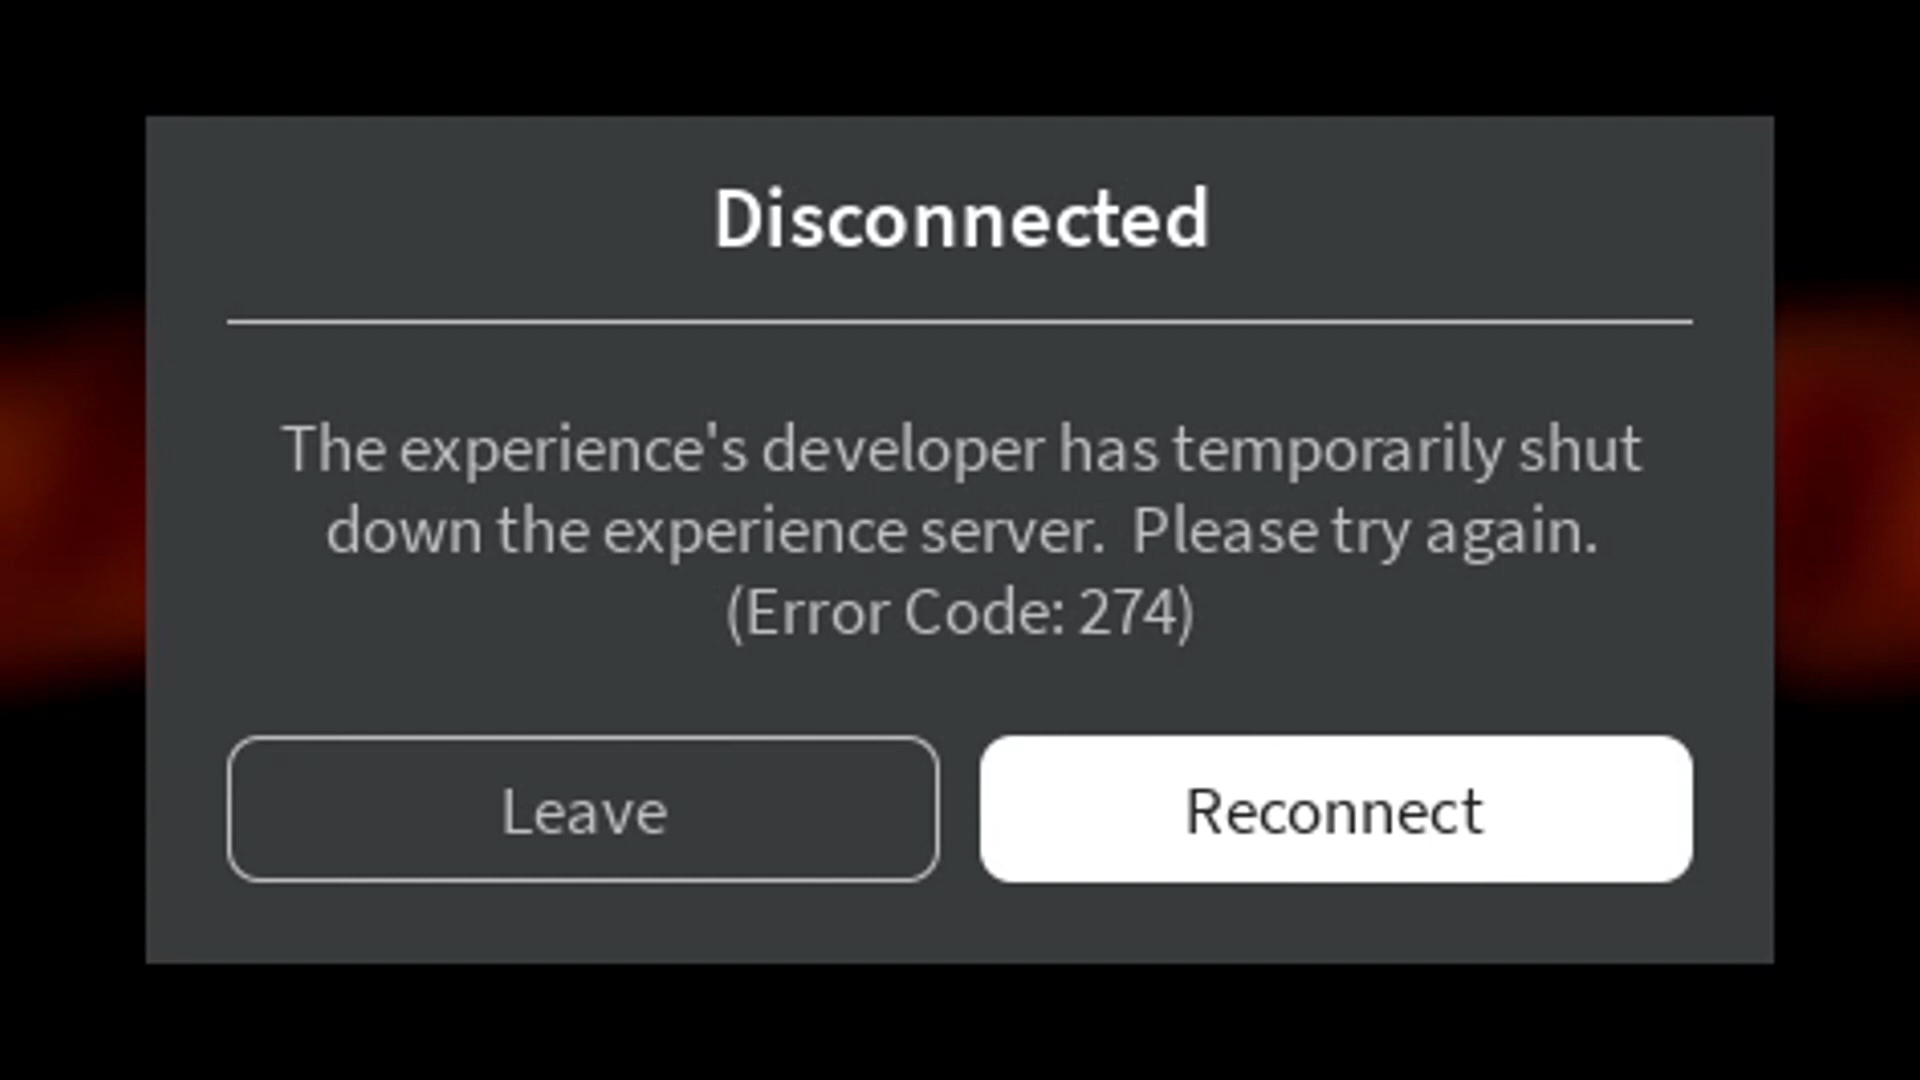 Disconnected
The experience's developer has temporarily shut
down the experience server.  Please try again.
(Error Code: 274)
Leave
Reconnect